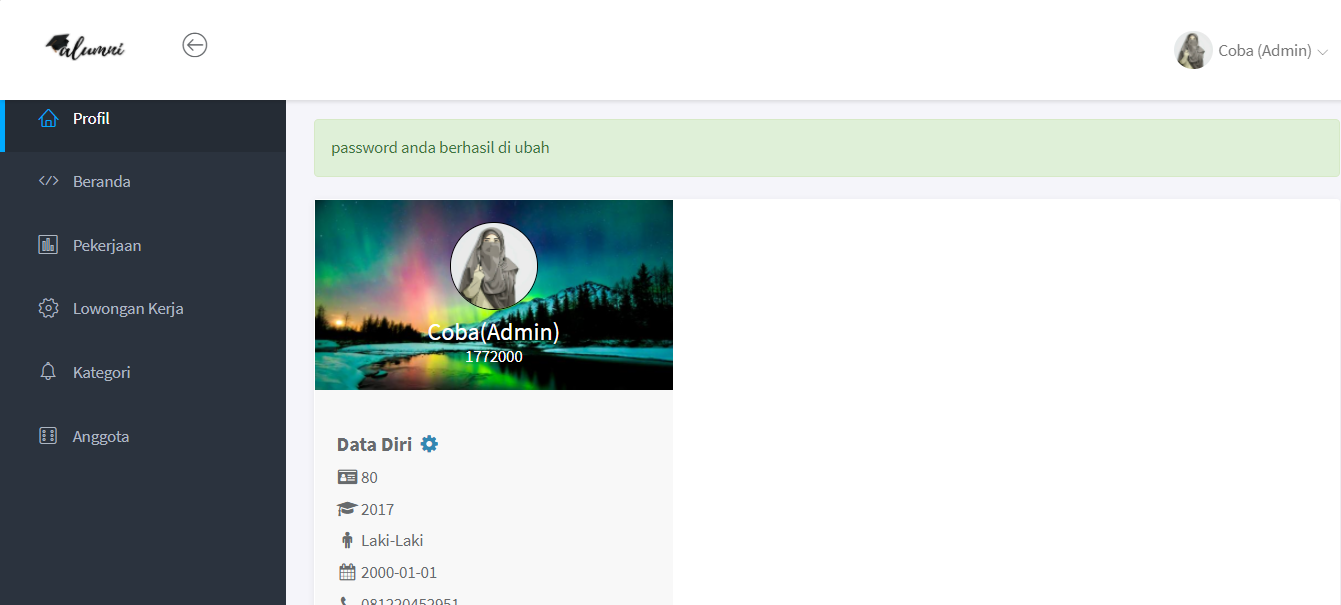 alumni
Coba (Admin)
Profil
Beranda
Pekerjaan
Lowongan Kerja
Kategori
Anggota
password anda berhasil di ubah
Coba(Admin)
1772000
Data Diri
80
2017
Laki-Laki
2000-01-01
081220452951